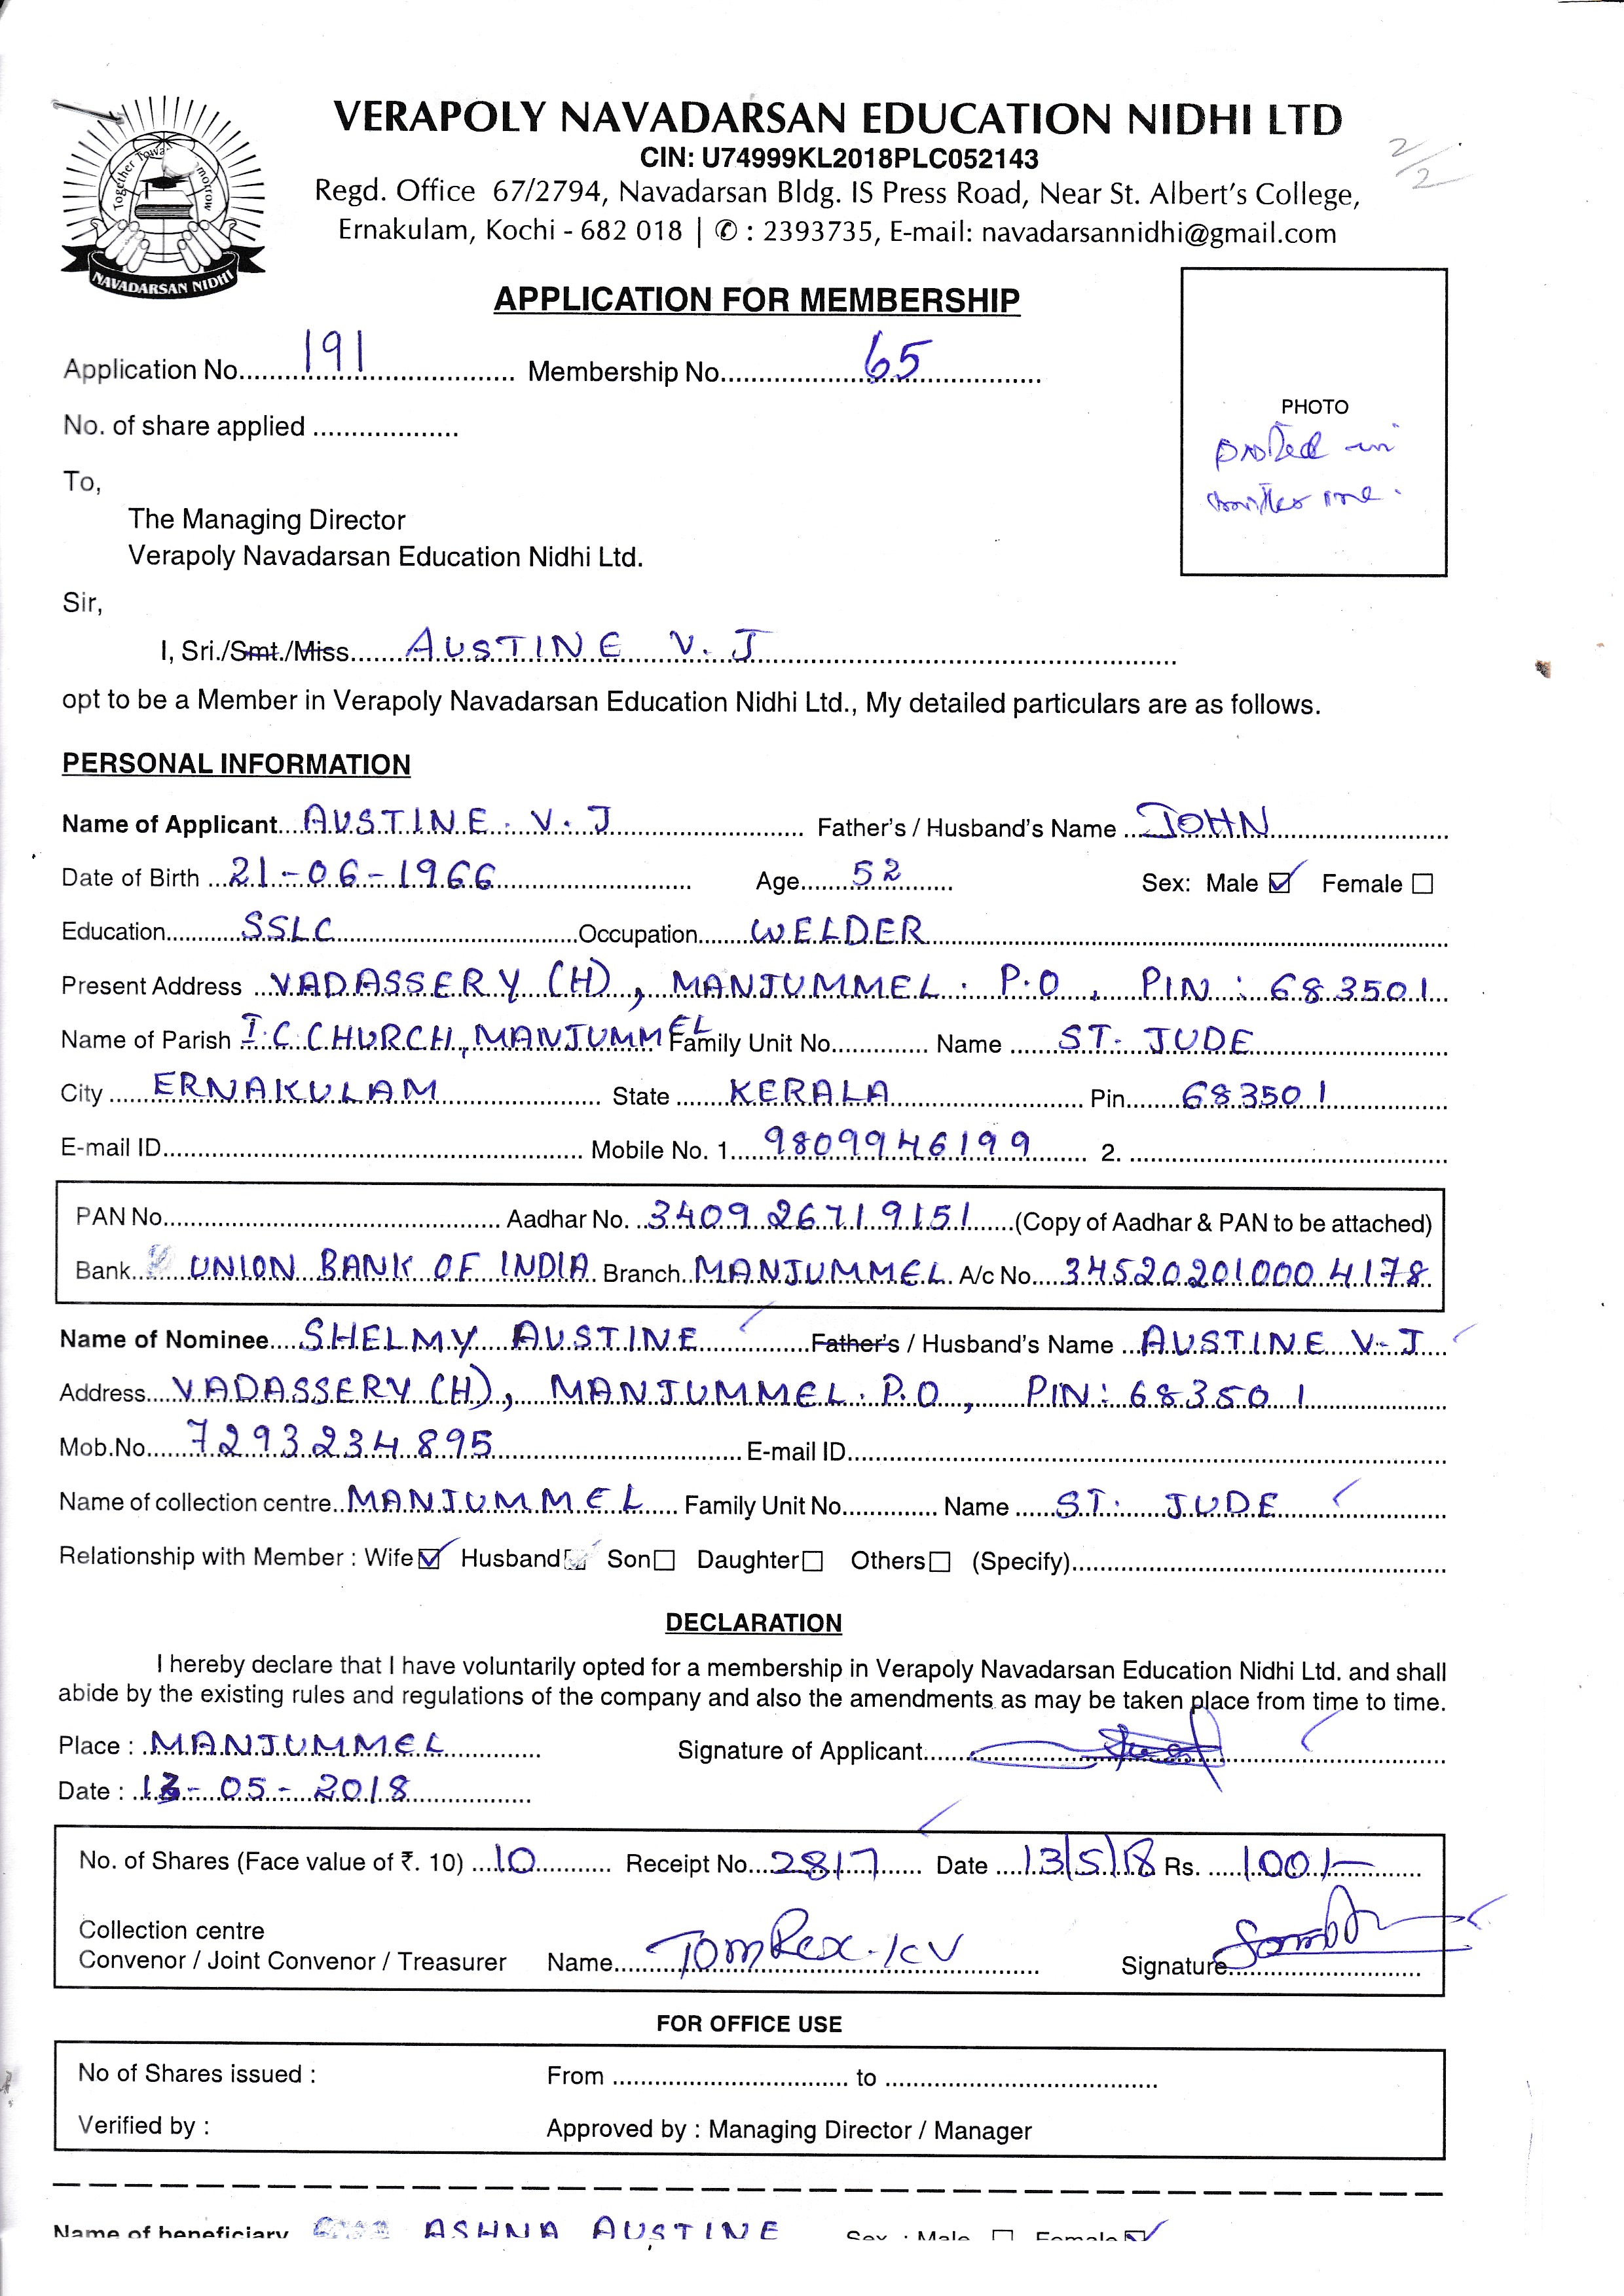 VERAPOLY NAVADARSAN EDUCATION NIDHI LTD
CIN: U74999KL2018PLC052143
Regd. Office 67/2794, Navadarsan Bldg. IS Press Road, Near St. Albert's College,
Ernakulam, Kochi - 682 018 | ✆ : 2393735, E-mail: navadarsannidhi@gmail.com
2/2
Together Towa morrow
NAVADARSAN NIDHI
APPLICATION FOR MEMBERSHIP
Application No. 191 Membership No. 65
No. of share applied
PHOTO
in
To,
The Managing Director
Verapoly Navadarsan Education Nidhi Ltd.
Sir,
I, Sri./Smt./Miss AUSTINE V. J
opt to be a Member in Verapoly Navadarsan Education Nidhi Ltd., My detailed particulars are as follows.
PERSONAL INFORMATION
Name of Applicant AUSTINE. V. J Father's / Husband's Name JOHN
Date of Birth 21-06-1966 Age 52 Sex: Male ☑ Female ☐
Education SSLC Occupation WELDER
Present Address VADASSERY (H), MANJUMMEL. P.O, PIN: 683501
Name of Parish I.C CHURCH, MANJUMMEL Family Unit No. Name ST. JUDE
City ERNAKULAM State KERALA Pin 683501
E-mail ID Mobile No. 1 9809946199 2.
PAN No. Aadhar No. 3409 26719151 (Copy of Aadhar & PAN to be attached)
Bank UNION BANK OF INDIA Branch MANJUMMEL A/c No. 345202010004178
Name of Nominee SHELMY AUSTINE Father's / Husband's Name AUSTINE V.J
Address VADASSERY (H), MANJUMMEL. P.O, PIN: 683501
Mob.No. 7293234895 E-mail ID
Name of collection centre MANJUMMEL Family Unit No. Name ST. JUDE
Relationship with Member : Wife ☑ Husband Son ☐ Daughter ☐ Others ☐ (Specify)
DECLARATION
I hereby declare that I have voluntarily opted for a membership in Verapoly Navadarsan Education Nidhi Ltd. and shall
abide by the existing rules and regulations of the company and also the amendments as may be taken place from time to time.
Place : MANJUMMEL Signature of Applicant
Date : 13-05-2018
No. of Shares (Face value of ₹. 10) 10 Receipt No. 2817 Date 13/5/18 Rs. 100/-
Collection centre
Convenor / Joint Convenor / Treasurer Name Tom Rex. KV Signature
FOR OFFICE USE
No of Shares issued : From to
Verified by : Approved by : Managing Director / Manager
Name of beneficiary ASHNA AUSTINE Sex : Male ☐ Female ☑